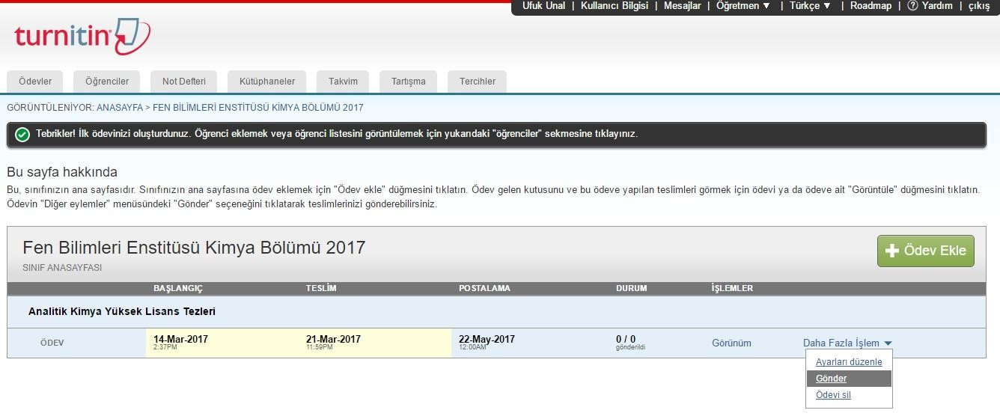 Ufuk Unal | Kullanıcı Bilgisi | Mesajlar | Öğretmen ▼ | Türkçe ▼ | Roadmap | ? Yardım | çıkış
turnitin
Ödevler Öğrenciler Not Defteri Kütüphaneler Takvim Tartışma Tercihler
GÖRÜNTÜLENİYOR: ANASAYFA > FEN BİLİMLERİ ENSTİTÜSÜ KİMYA BÖLÜMÜ 2017
Tebrikler! İlk ödevinizi oluşturdunuz. Öğrenci eklemek veya öğrenci listesini görüntülemek için yukarıdaki "öğrenciler" sekmesine tıklayınız.
Bu sayfa hakkında
Bu, sınıfınızın ana sayfasıdır. Sınıfınızın ana sayfasına ödev eklemek için "Ödev ekle" düğmesini tıklatın. Ödev gelen kutusunu ve bu ödeve yapılan teslimleri görmek için ödevi ya da ödeve ait "Görüntüle" düğmesini tıklatın.
Ödevin "Diğer eylemler" menüsündeki "Gönder" seçeneğini tıklatarak teslimlerinizi gönderebilirsiniz.
Fen Bilimleri Enstitüsü Kimya Bölümü 2017
SINIF ANASAYFASI
Ödev Ekle
BAŞLANGIÇ TESLİM POSTALAMA DURUM İŞLEMLER
Analitik Kimya Yüksek Lisans Tezleri
ÖDEV 14-Mar-2017 21-Mar-2017 22-May-2017 0 / 0 Görünüm Daha Fazla İşlem
2:37PM 11:59PM 12:00AM gönderildi
Ayarları düzenle
Gönder
Ödevi sil